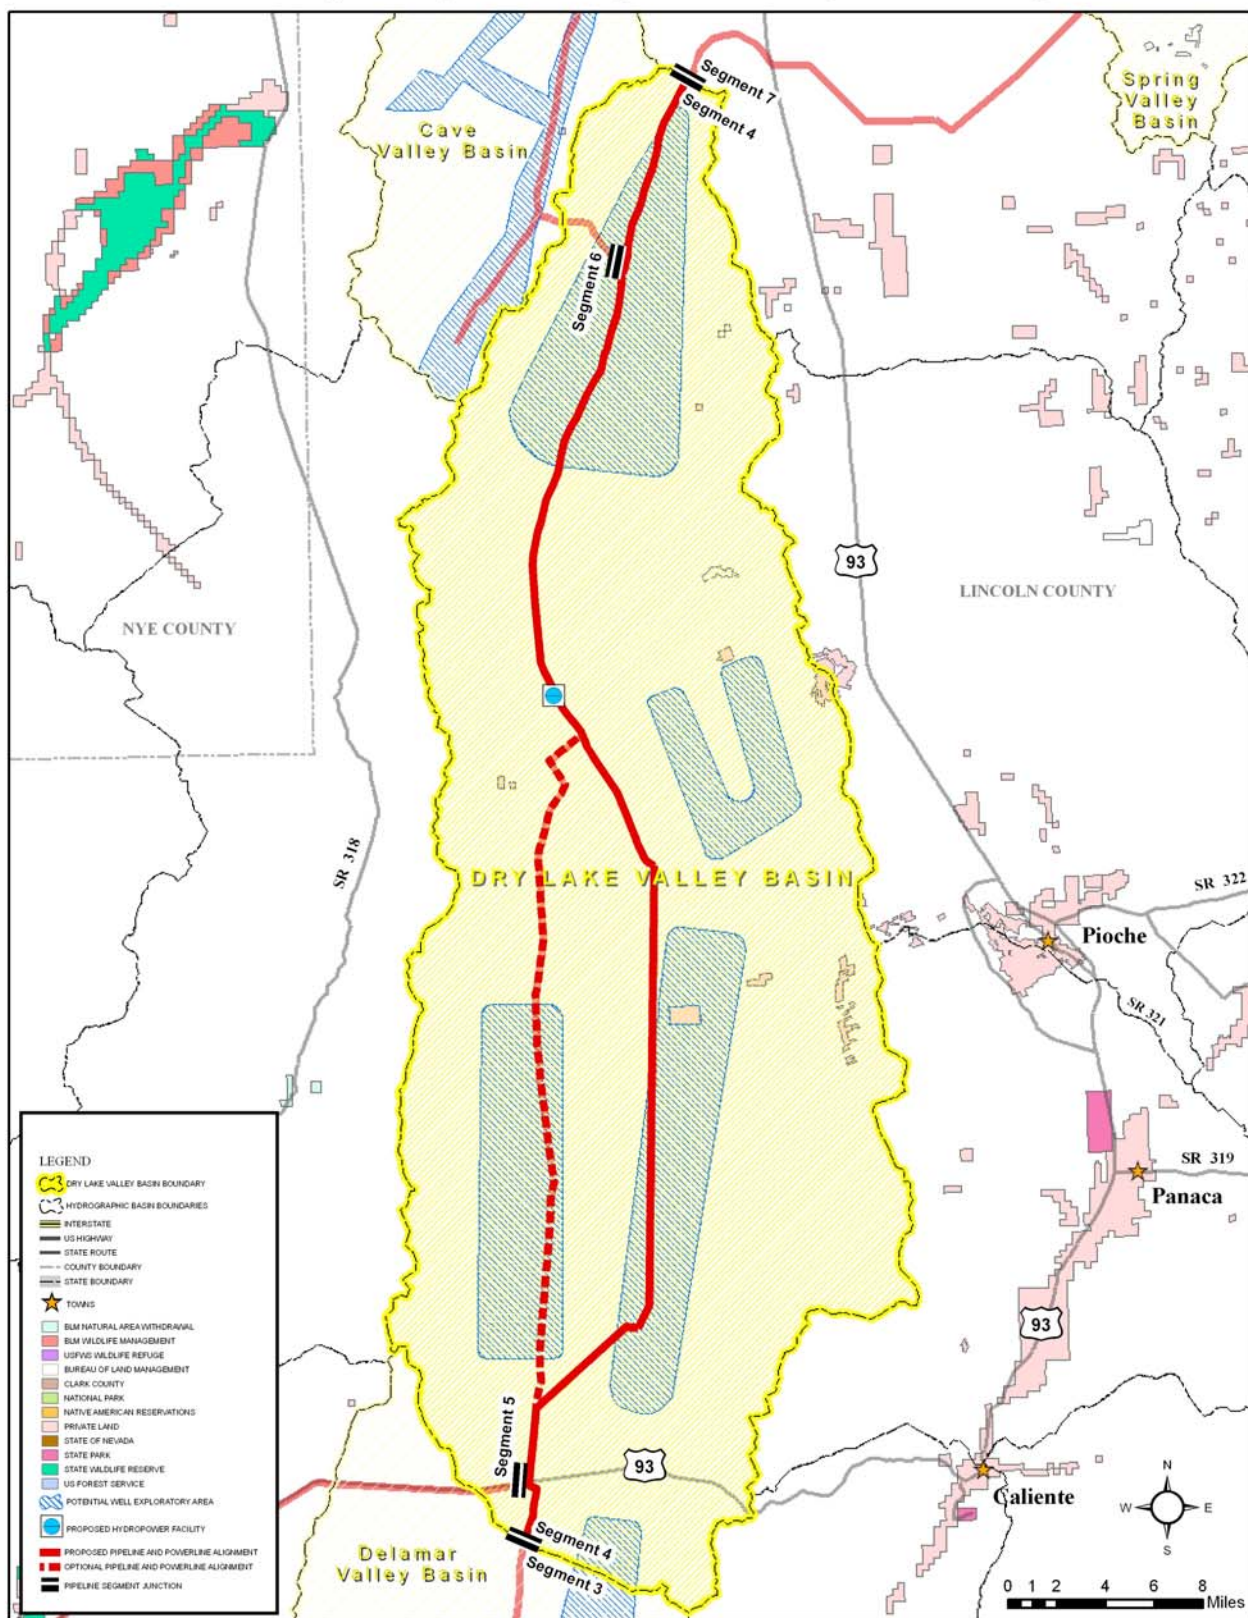 Segment 7
Segment 4
Spring
Valley
Basin
Cave
Valley Basin
Segment 6
93
NYE COUNTY
LINCOLN COUNTY
SR 318
DRY LAKE VALLEY BASIN
SR 322
Pioche
SR 321
SR 319
Panaca
93
Segment 5
93
Caliente
Segment 4
Segment 3
Delamar
Valley Basin
LEGEND
DRY LAKE VALLEY BASIN BOUNDARY
HYDROGRAPHIC BASIN BOUNDARIES
INTERSTATE
US HIGHWAY
STATE ROUTE
COUNTY BOUNDARY
STATE BOUNDARY
TOWNS
BLM NATURAL AREA WITHDRAWAL
BLM WILDLIFE MANAGEMENT
USFWS WILDLIFE REFUGE
BUREAU OF LAND MANAGEMENT
CLARK COUNTY
NATIONAL PARK
NATIVE AMERICAN RESERVATIONS
PRIVATE LAND
STATE OF NEVADA
STATE PARK
STATE WILDLIFE RESERVE
US FOREST SERVICE
POTENTIAL WELL EXPLORATORY AREA
PROPOSED HYDROPOWER FACILITY
PROPOSED PIPELINE AND POWERLINE ALIGNMENT
OPTIONAL PIPELINE AND POWERLINE ALIGNMENT
PIPELINE SEGMENT JUNCTION
N
W E
S
0 1 2 4 6 8
Miles